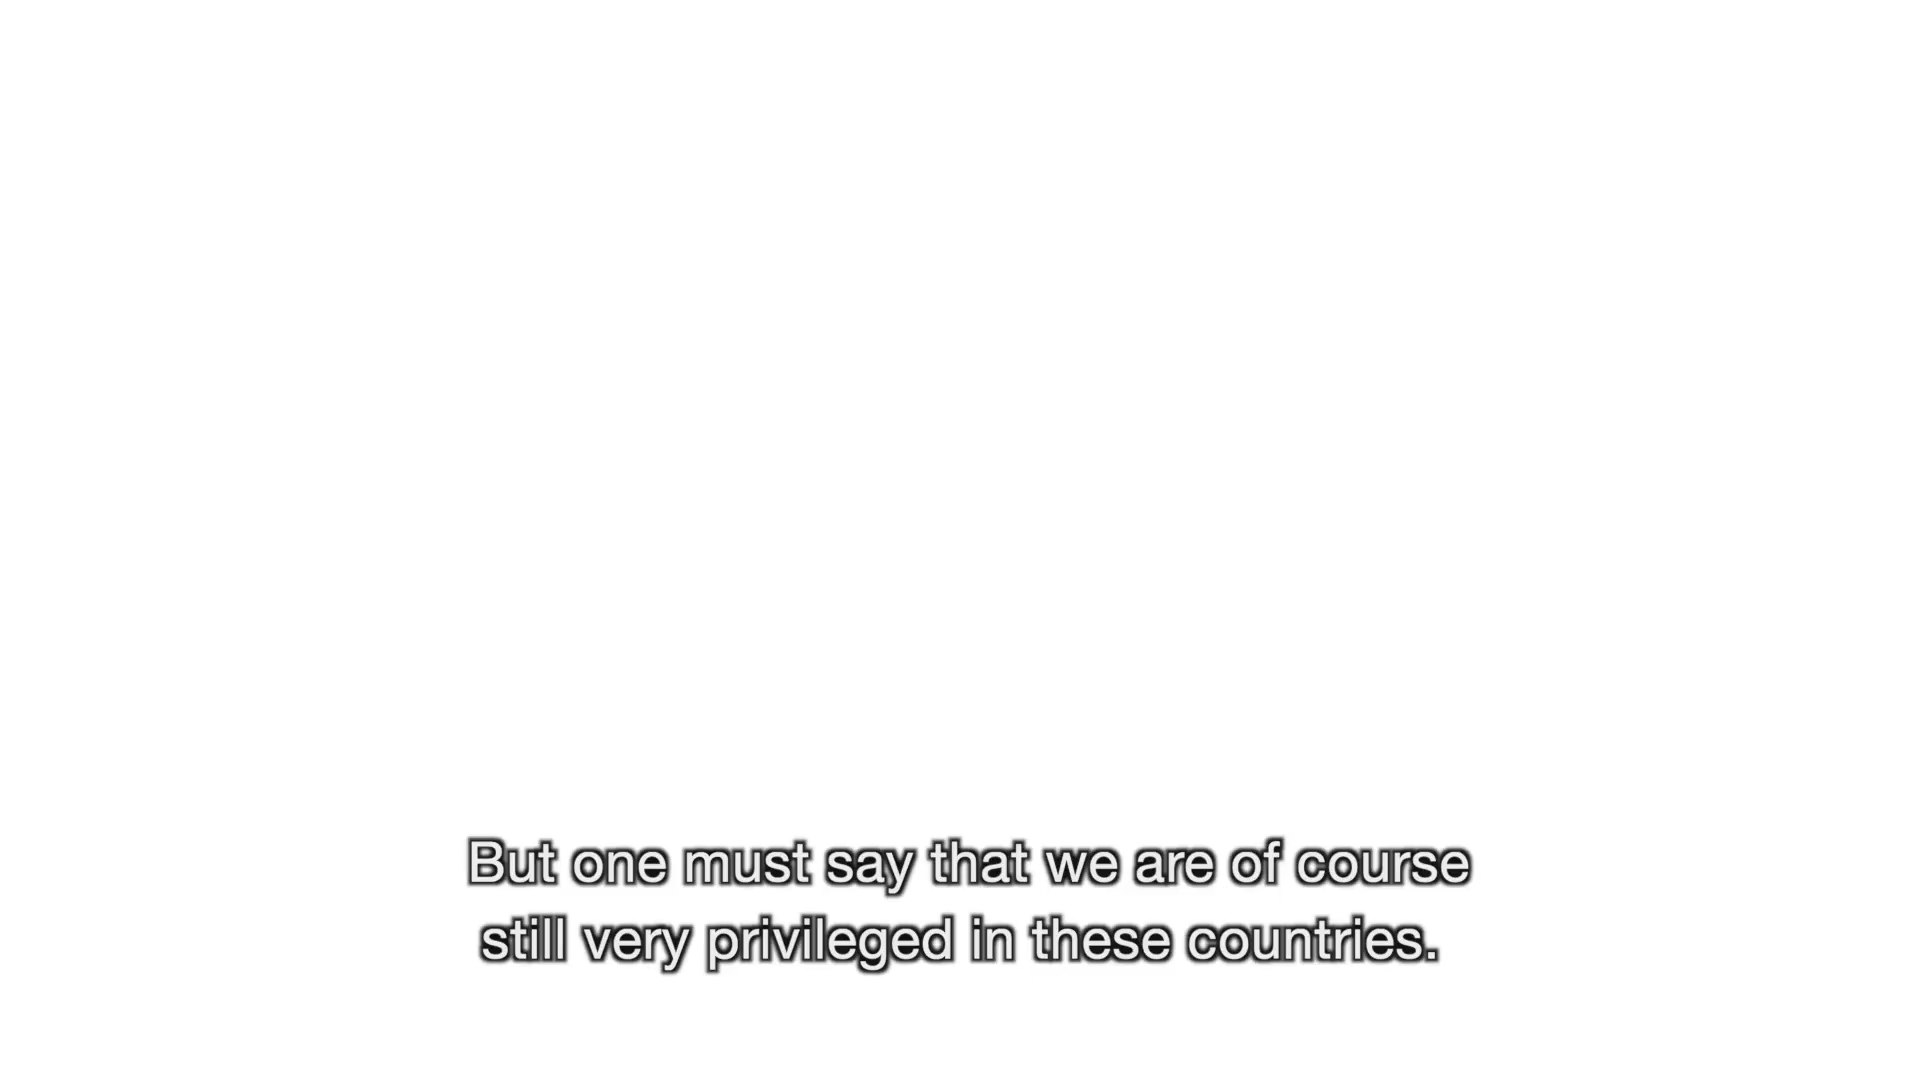 But one must say that we are of course
still very privileged in these countries.